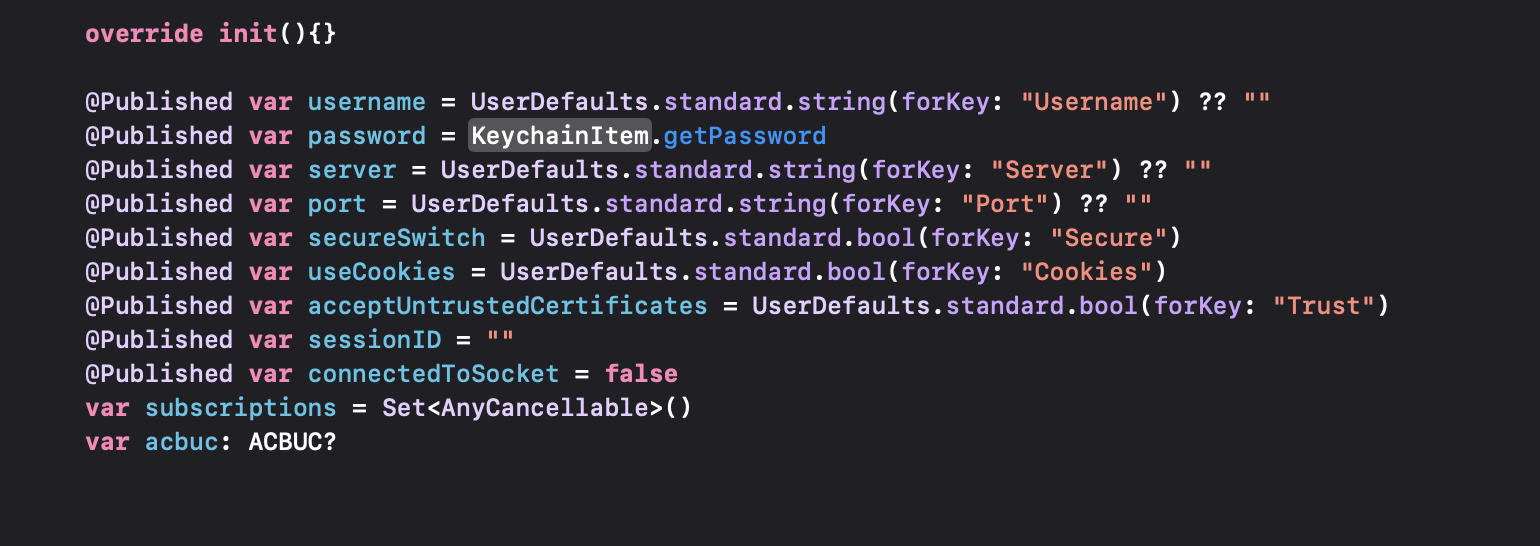 override init(){}
@Published var username = UserDefaults.standard.string(forKey: "Username") ?? ""
@Published var password = KeychainItem.getPassword
@Published var server = UserDefaults.standard.string(forKey: "Server") ?? ""
@Published var port = UserDefaults.standard.string(forKey: "Port") ?? ""
@Published var secureSwitch = UserDefaults.standard.bool(forKey: "Secure")
@Published var useCookies = UserDefaults.standard.bool(forKey: "Cookies")
@Published var acceptUntrustedCertificates = UserDefaults.standard.bool(forKey: "Trust")
@Published var sessionID = ""
@Published var connectedToSocket = false
var subscriptions = Set<AnyCancellable>()
var acbuc: ACBUC?